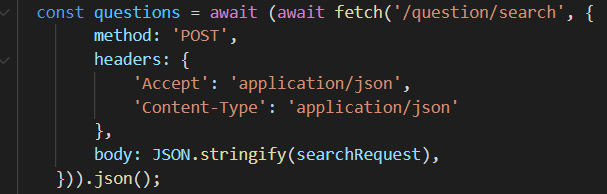 const questions = await (await fetch('/question/search', {
method: 'POST',
headers: {
'Accept': 'application/json',
'Content-Type': 'application/json'
},
body: JSON.stringify(searchRequest),
})).json();